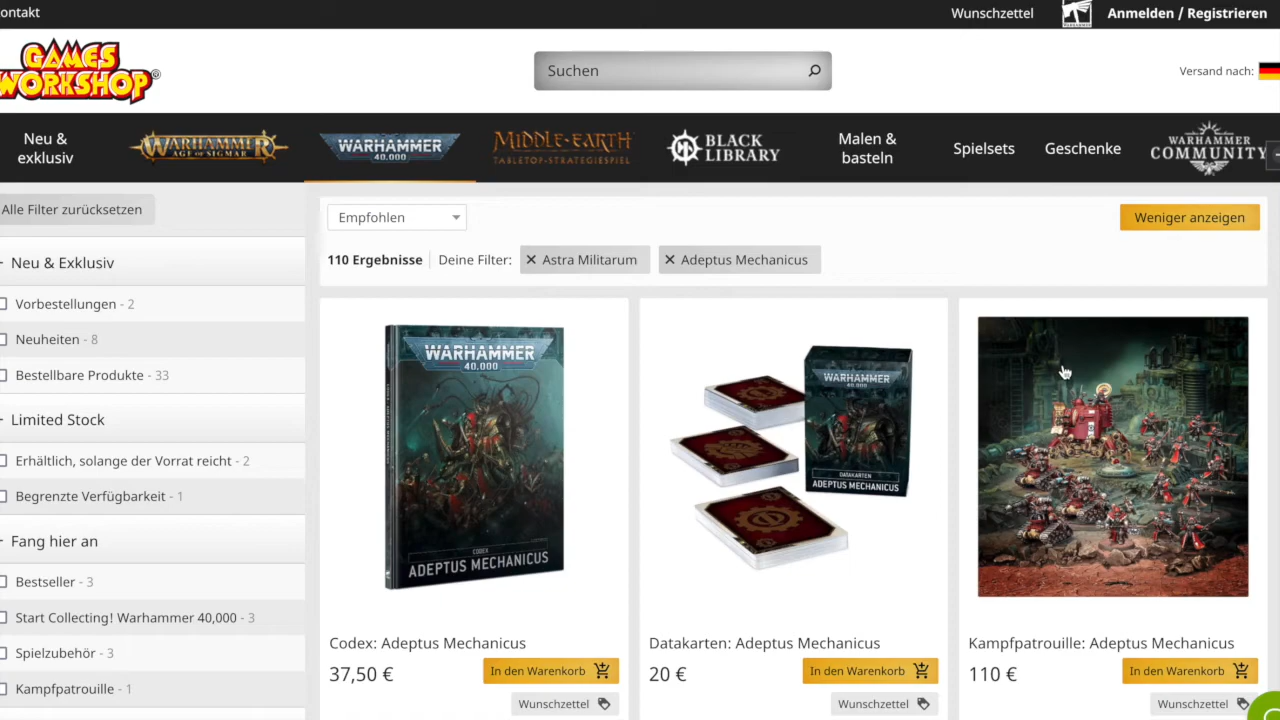 ontakt
Wunschzettel
Anmelden / Registrieren
GAMES
WORKSHOP®
Suchen
Versand nach:
Neu &
exklusiv
WARHAMMER
AGE OF SIGMAR
WARHAMMER
40,000
MIDDLE-EARTH
TABLETOP-STRATEGIESPIEL
BLACK
LIBRARY
Malen &
basteln
Spielsets
Geschenke
WARHAMMER
COMMUNITY
Alle Filter zurücksetzen
Empfohlen
Weniger anzeigen
110 Ergebnisse
Deine Filter:
✕ Astra Militarum
✕ Adeptus Mechanicus
Neu & Exklusiv
Vorbestellungen - 2
Neuheiten - 8
Bestellbare Produkte - 33
Limited Stock
Erhältlich, solange der Vorrat reicht - 2
Begrenzte Verfügbarkeit - 1
Fang hier an
Bestseller - 3
Start Collecting! Warhammer 40,000 - 3
Spielzubehör - 3
Kampfpatrouille - 1
WARHAMMER
40,000
CODEX
ADEPTUS MECHANICUS
WARHAMMER
40,000
DATAKARTEN
ADEPTUS MECHANICUS
Codex: Adeptus Mechanicus
37,50 €
In den Warenkorb
Wunschzettel
Datakarten: Adeptus Mechanicus
20 €
In den Warenkorb
Wunschzettel
Kampfpatrouille: Adeptus Mechanicus
110 €
In den Warenkorb
Wunschzettel